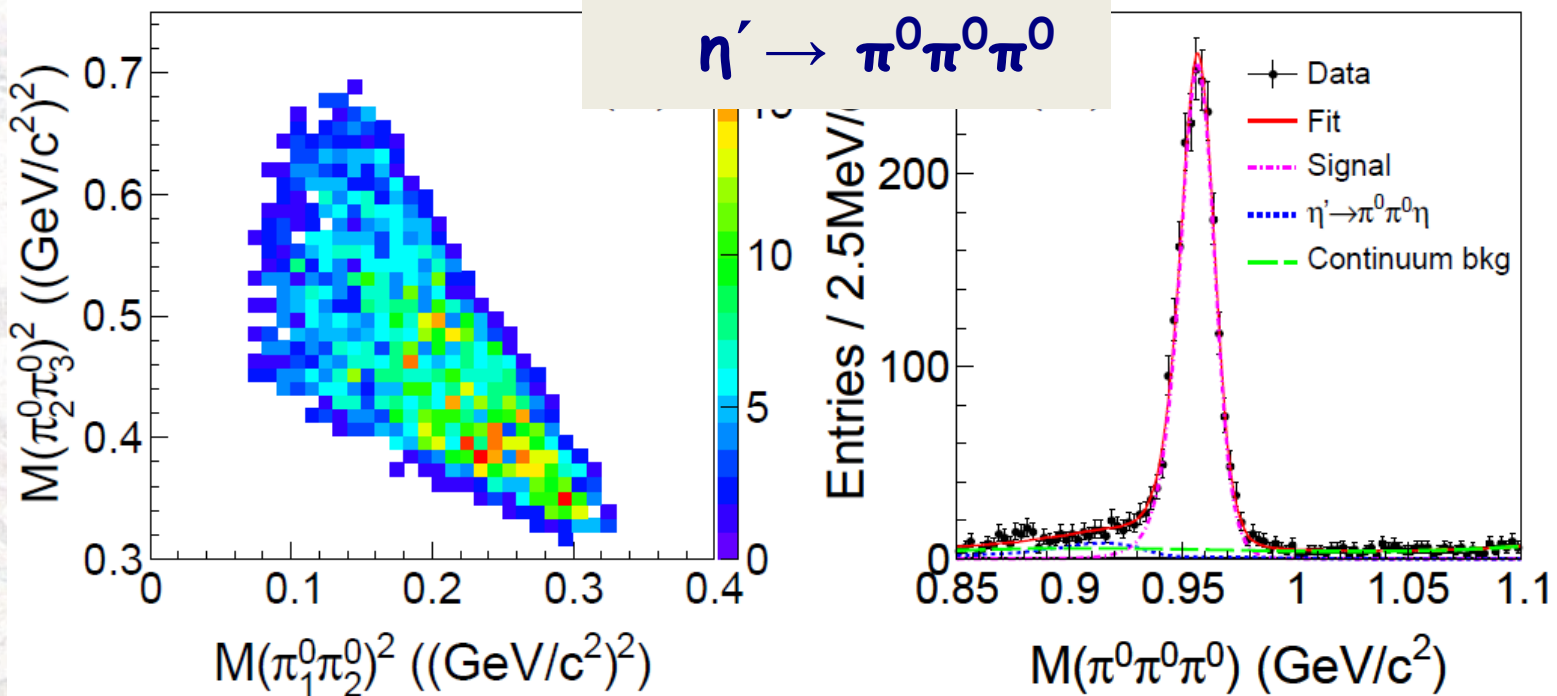 η′ → π⁰π⁰π⁰
M(π⁰₂π⁰₃)² ((GeV/c²)²)
0.7
0.6
0.5
0.4
0.3
0
0.1
0.2
0.3
0.4
M(π⁰₁π⁰₂)² ((GeV/c²)²)
10
5
0
Entries / 2.5MeV/
200
100
0
0.85
0.9
0.95
1
1.05
1.1
M(π⁰π⁰π⁰) (GeV/c²)
Data
Fit
Signal
η'→π⁰π⁰η
Continuum bkg